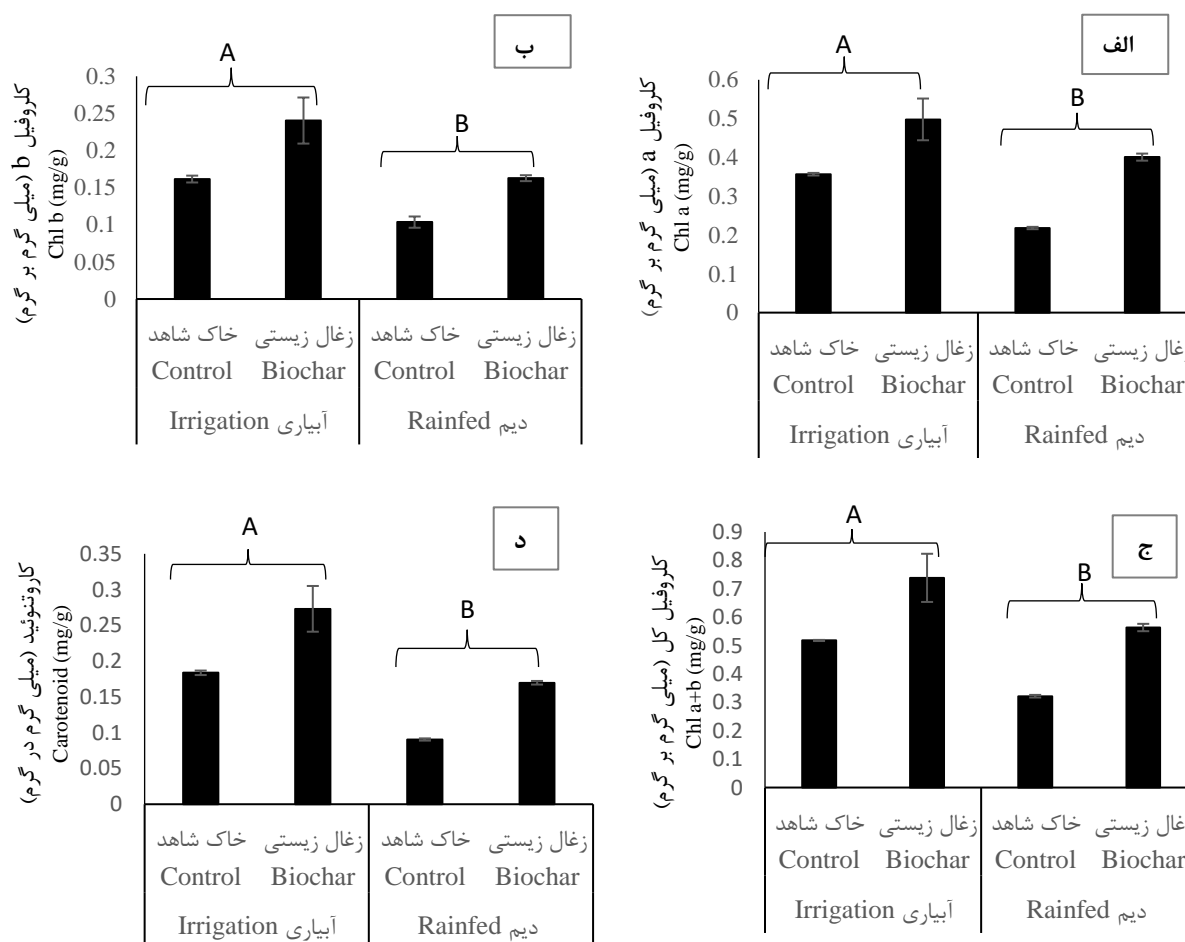 الف
A
B
کلروفیل a (میلی گرم بر گرم)
Chl a (mg/g)
0.6
0.5
0.4
0.3
0.2
0.1
0
خاک شاهد
زغال زیستی
خاک شاهد
زغال زیستی
Control
Biochar
Control
Biochar
Irrigation آبیاری
Rainfed دیم
ب
A
B
کلروفیل b (میلی گرم بر گرم)
Chl b (mg/g)
0.3
0.25
0.2
0.15
0.1
0.05
0
خاک شاهد
زغال زیستی
خاک شاهد
زغال زیستی
Control
Biochar
Control
Biochar
Irrigation آبیاری
Rainfed دیم
ج
A
B
کلروفیل کل (میلی گرم بر گرم)
Chl a+b (mg/g)
0.9
0.8
0.7
0.6
0.5
0.4
0.3
0.2
0.1
0
خاک شاهد
زغال زیستی
خاک شاهد
زغال زیستی
Control
Biochar
Control
Biochar
Irrigation آبیاری
Rainfed دیم
د
A
B
کاروتنوئید (میلی گرم در گرم)
Carotenoid (mg/g)
0.35
0.3
0.25
0.2
0.15
0.1
0.05
0
خاک شاهد
زغال زیستی
خاک شاهد
زغال زیستی
Control
Biochar
Control
Biochar
Irrigation آبیاری
Rainfed دیم